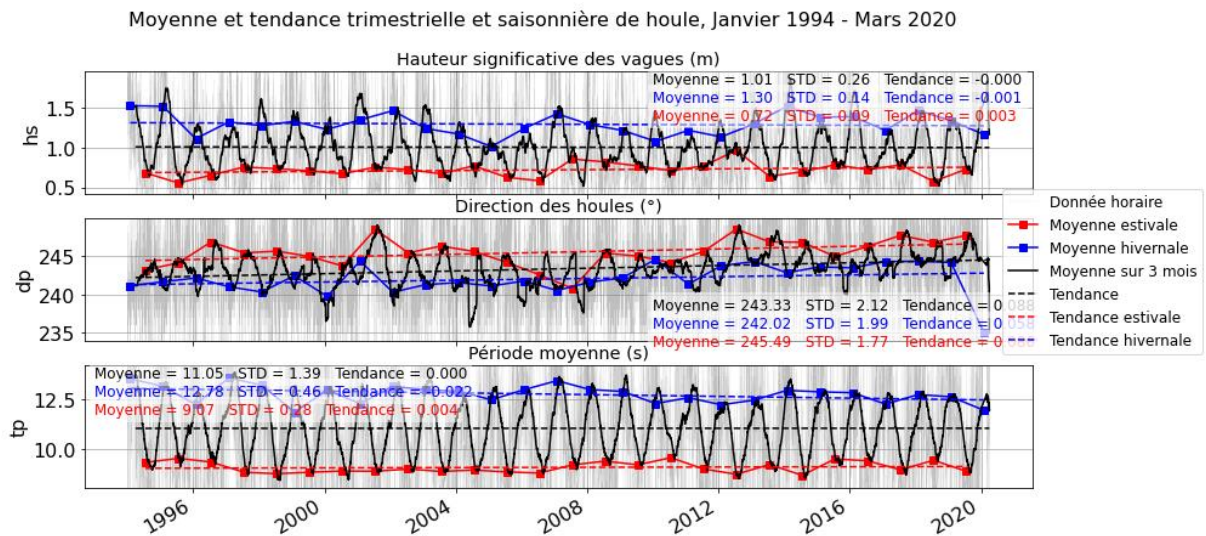 Moyenne et tendance trimestrielle et saisonnière de houle, Janvier 1994 - Mars 2020
Hauteur significative des vagues (m)
Moyenne = 1.01 STD = 0.26 Tendance = -0.000
Moyenne = 1.30 STD = 0.14 Tendance = -0.001
Moyenne = 0.72 STD = 0.09 Tendance = 0.003
1.5
1.0
0.5
hs
Direction des houles (°)
245
240
235
dp
Moyenne = 243.33 STD = 2.12 Tendance = 0.088
Moyenne = 242.02 STD = 1.99 Tendance = 0.058
Moyenne = 245.49 STD = 1.77 Tendance = 0
Donnée horaire
Moyenne estivale
Moyenne hivernale
Moyenne sur 3 mois
Tendance
Tendance estivale
Tendance hivernale
Période moyenne (s)
Moyenne = 11.05 STD = 1.39 Tendance = 0.000
Moyenne = 12.78 STD = 0.46 Tendance = -0.022
Moyenne = 9.07 STD = 0.28 Tendance = 0.004
12.5
10.0
tp
1996
2000
2004
2008
2012
2016
2020